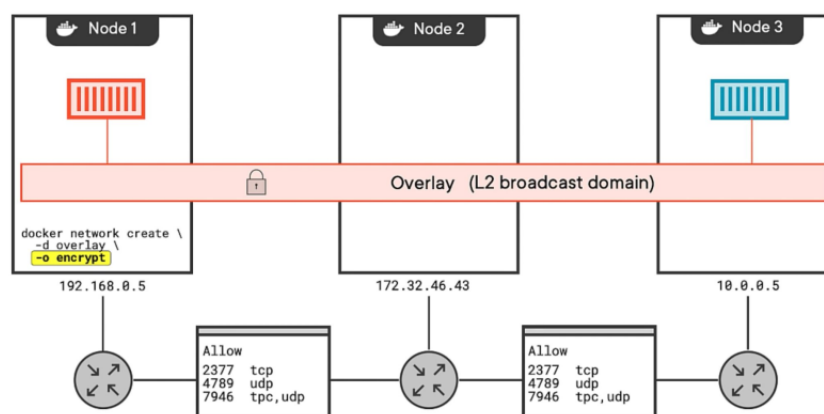 Node 1
Node 2
Node 3
Overlay (L2 broadcast domain)
docker network create \
-d overlay \
-o encrypt
192.168.0.5
172.32.46.43
10.0.0.5
Allow
2377 tcp
4789 udp
7946 tpc,udp
Allow
2377 tcp
4789 udp
7946 tpc,udp